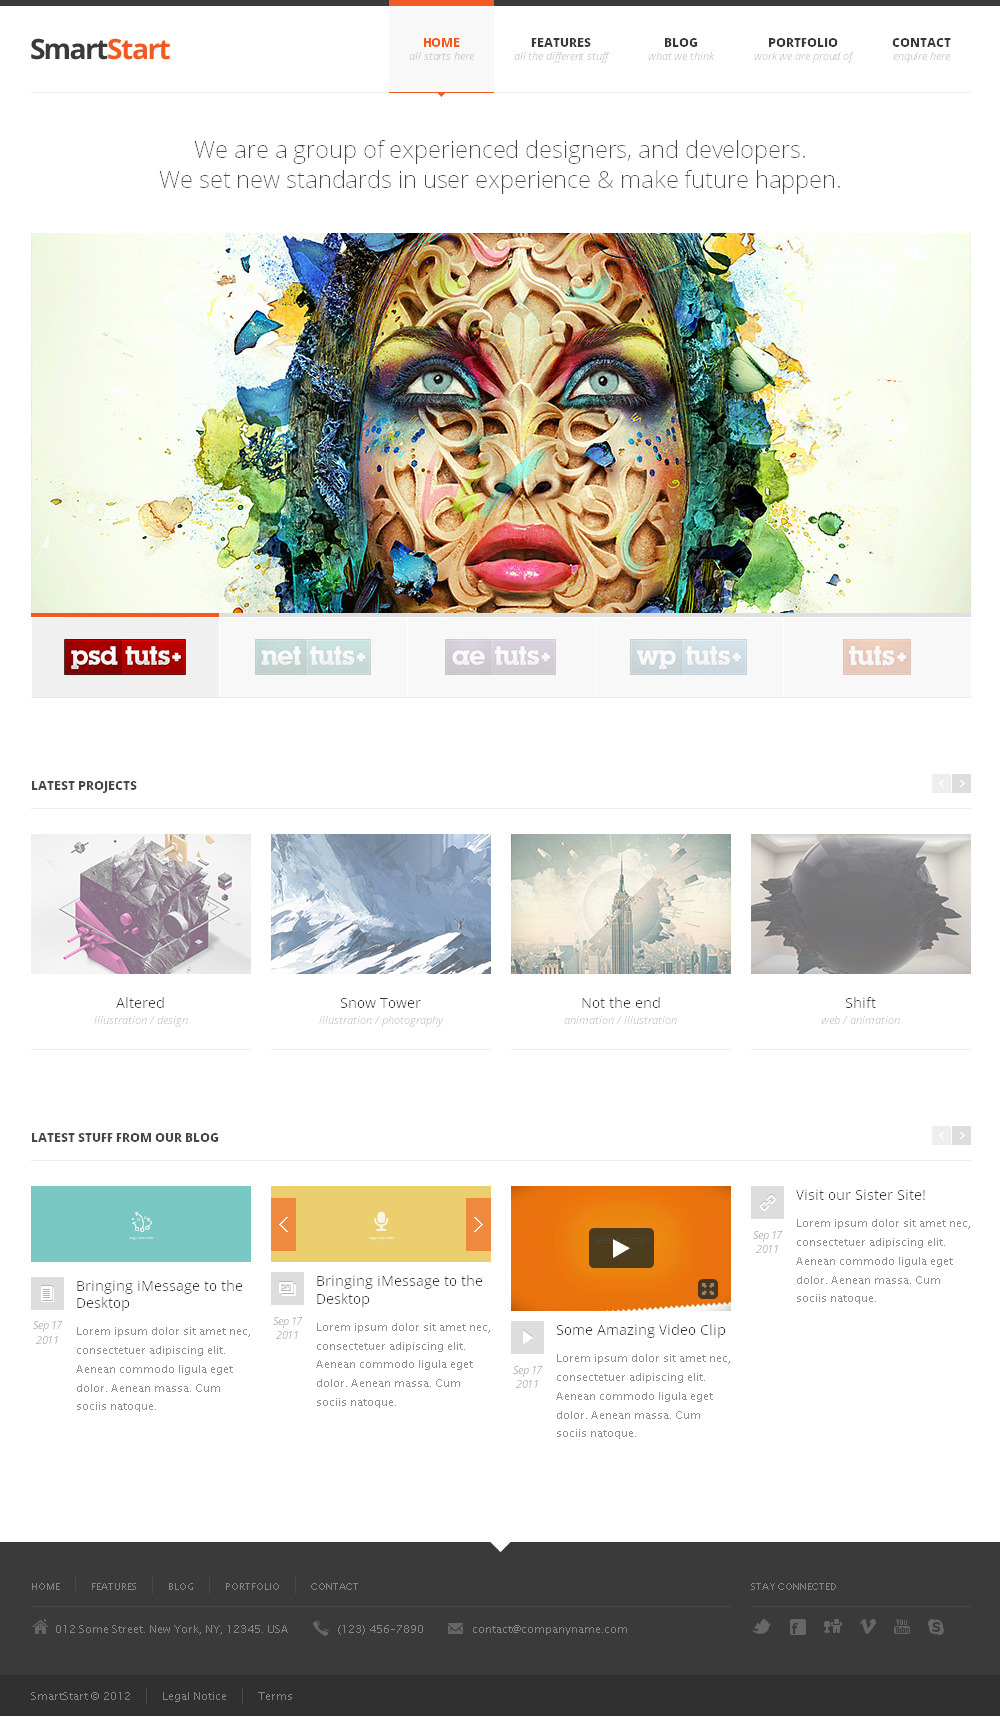 SmartStart
HOME
all starts here
FEATURES
all the different stuff
BLOG
what we think
PORTFOLIO
work we are proud of
CONTACT
enquire here
We are a group of experienced designers, and developers.
We set new standards in user experience & make future happen.
psd tuts+
net tuts+
ae tuts+
wp tuts+
tuts+
LATEST PROJECTS
Altered
illustration / design
Snow Tower
illustration / photography
Not the end
animation / illustration
Shift
web / animation
LATEST STUFF FROM OUR BLOG
Bringing iMessage to the
Desktop
Sep 17
2011
Lorem ipsum dolor sit amet nec,
consectetuer adipiscing elit.
Aenean commodo ligula eget
dolor. Aenean massa. Cum
sociis natoque.
Bringing iMessage to the
Desktop
Sep 17
2011
Lorem ipsum dolor sit amet nec,
consectetuer adipiscing elit.
Aenean commodo ligula eget
dolor. Aenean massa. Cum
sociis natoque.
Some Amazing Video Clip
Sep 17
2011
Lorem ipsum dolor sit amet nec,
consectetuer adipiscing elit.
Aenean commodo ligula eget
dolor. Aenean massa. Cum
sociis natoque.
Visit our Sister Site!
Sep 17
2011
Lorem ipsum dolor sit amet nec,
consectetuer adipiscing elit.
Aenean commodo ligula eget
dolor. Aenean massa. Cum
sociis natoque.
HOME FEATURES BLOG PORTFOLIO CONTACT
STAY CONNECTED
012 Some Street. New York, NY, 12345. USA (123) 456-7890 contact@companyname.com
You
SmartStart © 2012 Legal Notice Terms